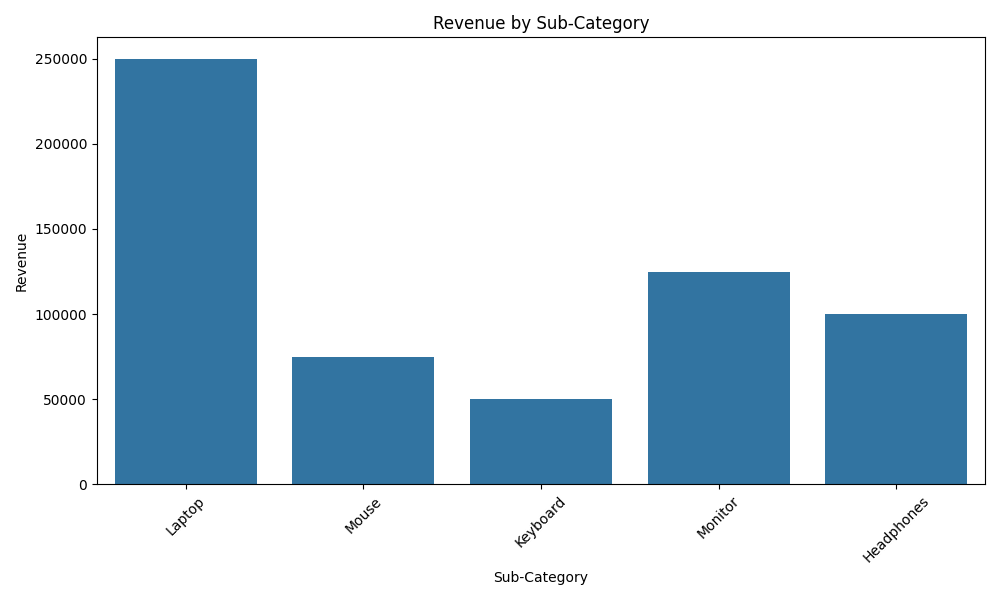 Revenue by Sub-Category
Revenue
250000
200000
150000
100000
50000
0
Laptop
Mouse
Keyboard
Monitor
Headphones
Sub-Category